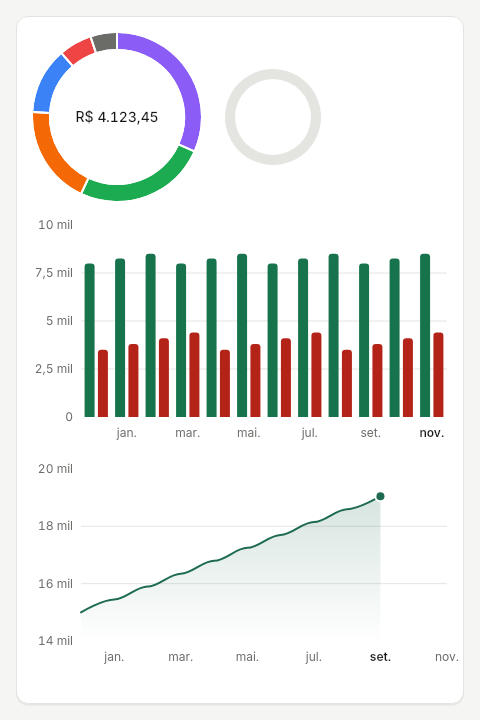 R$ 4.123,45
10 mil
7,5 mil
5 mil
2,5 mil
0
jan. mar. mai. jul. set. nov.
20 mil
18 mil
16 mil
14 mil
jan. mar. mai. jul. set. nov.